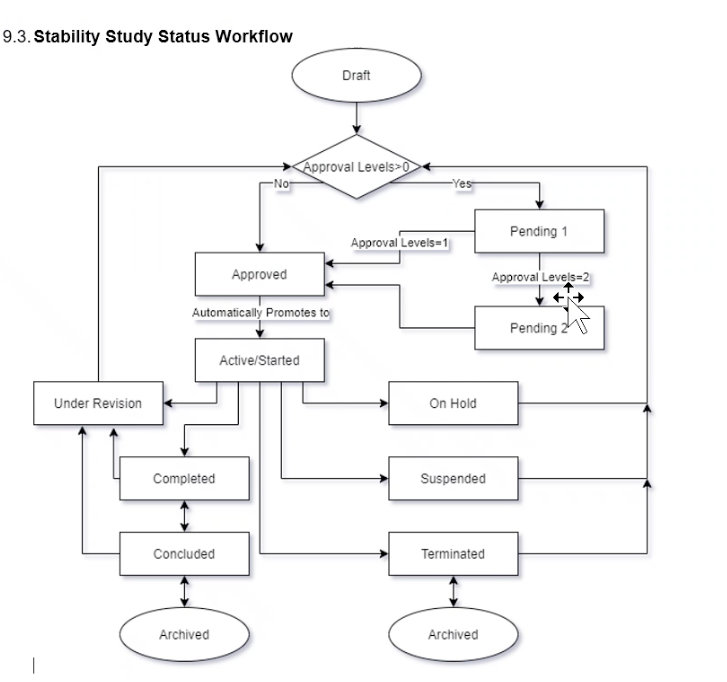 9.3. Stability Study Status Workflow
Draft
Approval Levels>0
No
Yes
Pending 1
Approval Levels=1
Approved
Approval Levels=2
Automatically Promotes to
Pending 2
Active/Started
Under Revision
On Hold
Completed
Suspended
Concluded
Terminated
Archived
Archived